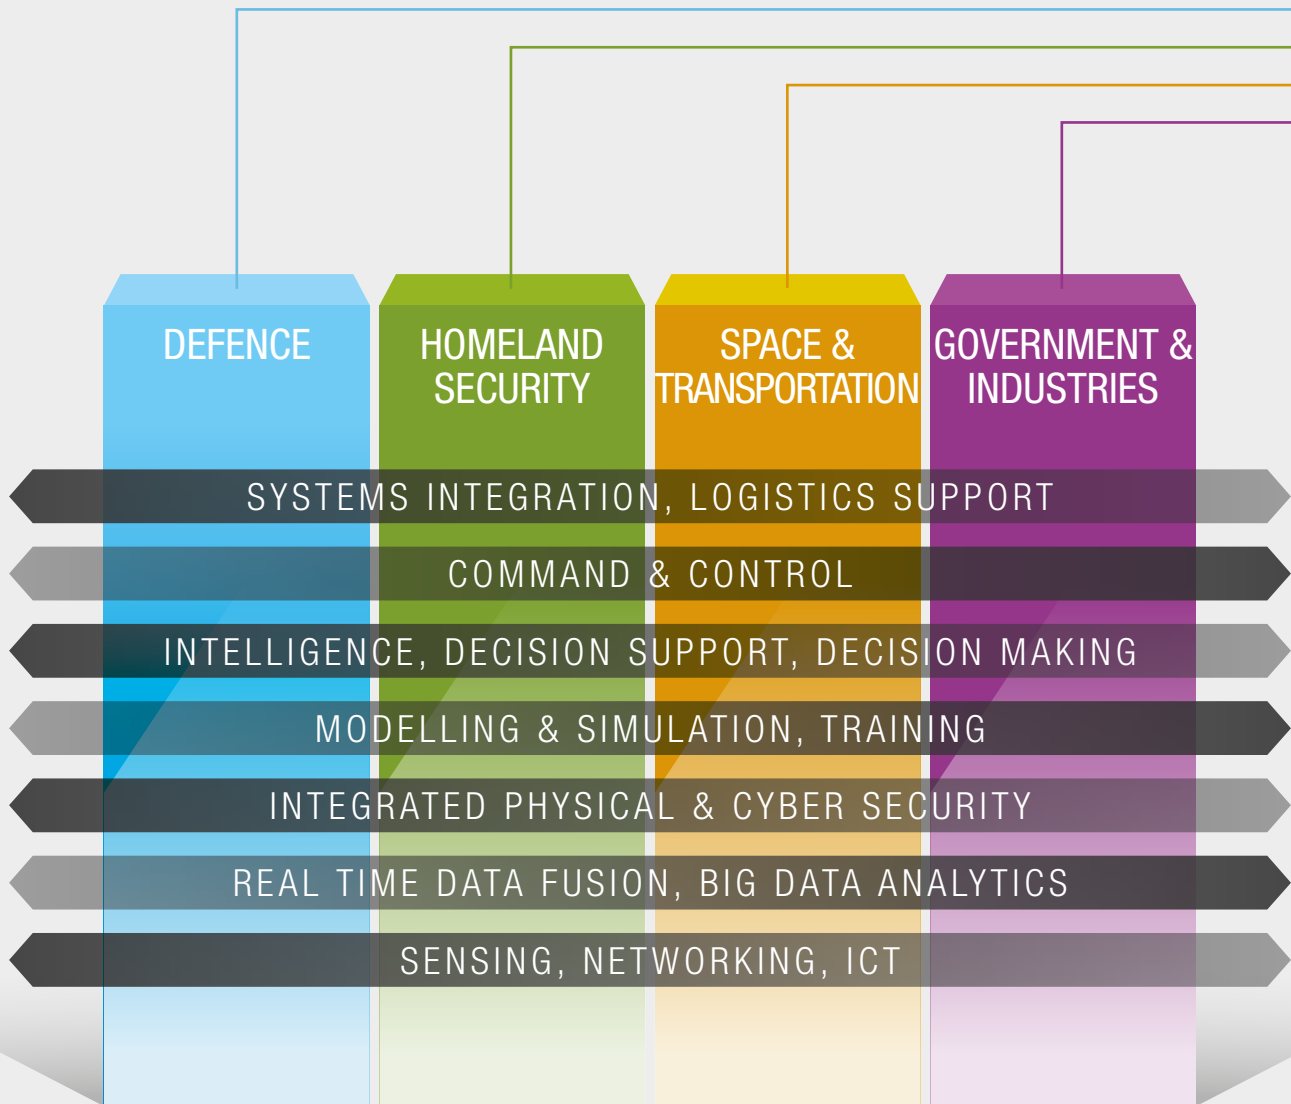 DEFENCE
HOMELAND
SECURITY
SPACE &
TRANSPORTATION
GOVERNMENT &
INDUSTRIES
SYSTEMS INTEGRATION, LOGISTICS SUPPORT
COMMAND & CONTROL
INTELLIGENCE, DECISION SUPPORT, DECISION MAKING
MODELLING & SIMULATION, TRAINING
INTEGRATED PHYSICAL & CYBER SECURITY
REAL TIME DATA FUSION, BIG DATA ANALYTICS
SENSING, NETWORKING, ICT